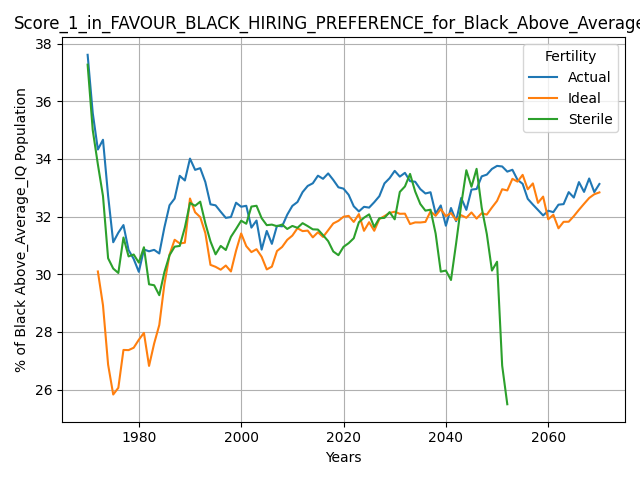 Score_1_in_FAVOUR_BLACK_HIRING_PREFERENCE_for_Black_Above_Average
Fertility
Actual
Ideal
Sterile
% of Black Above_Average_IQ Population
38
36
34
32
30
28
26
1980
2000
2020
2040
2060
Years